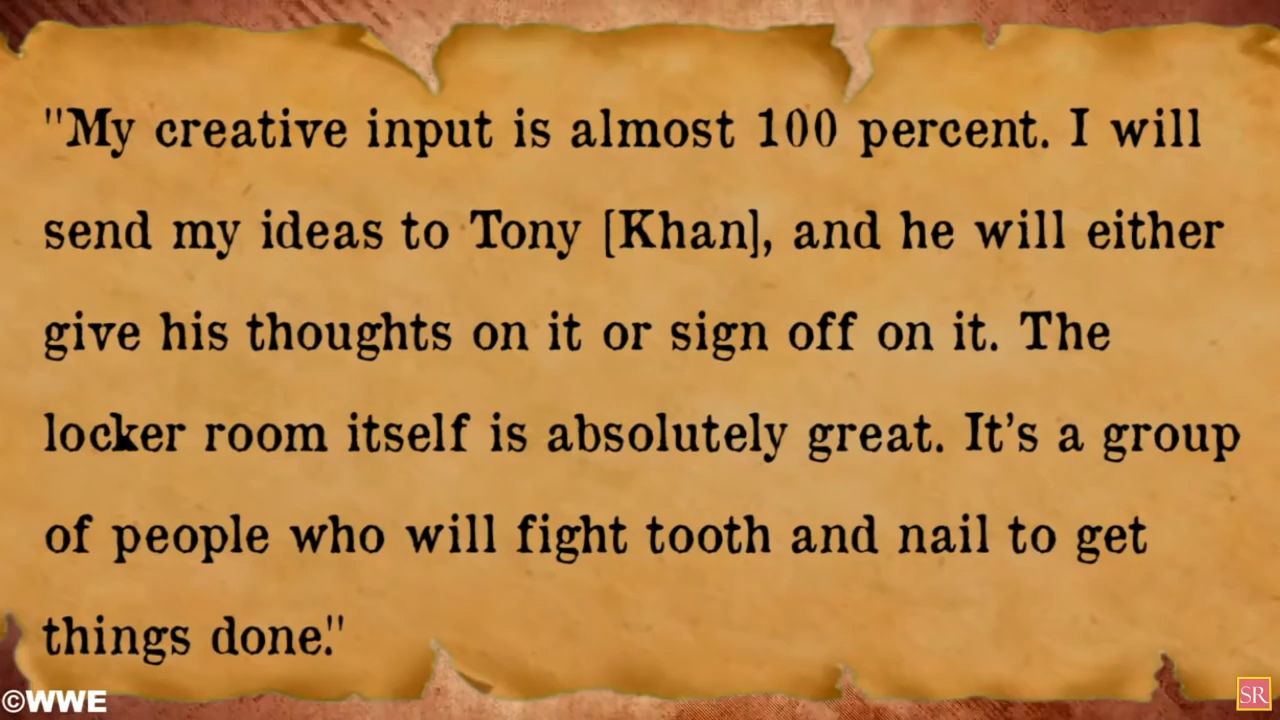 "My creative input is almost 100 percent. I will
send my ideas to Tony [Khan], and he will either
give his thoughts on it or sign off on it. The
locker room itself is absolutely great. It's a group
of people who will fight tooth and nail to get
things done."
©WWE
SR